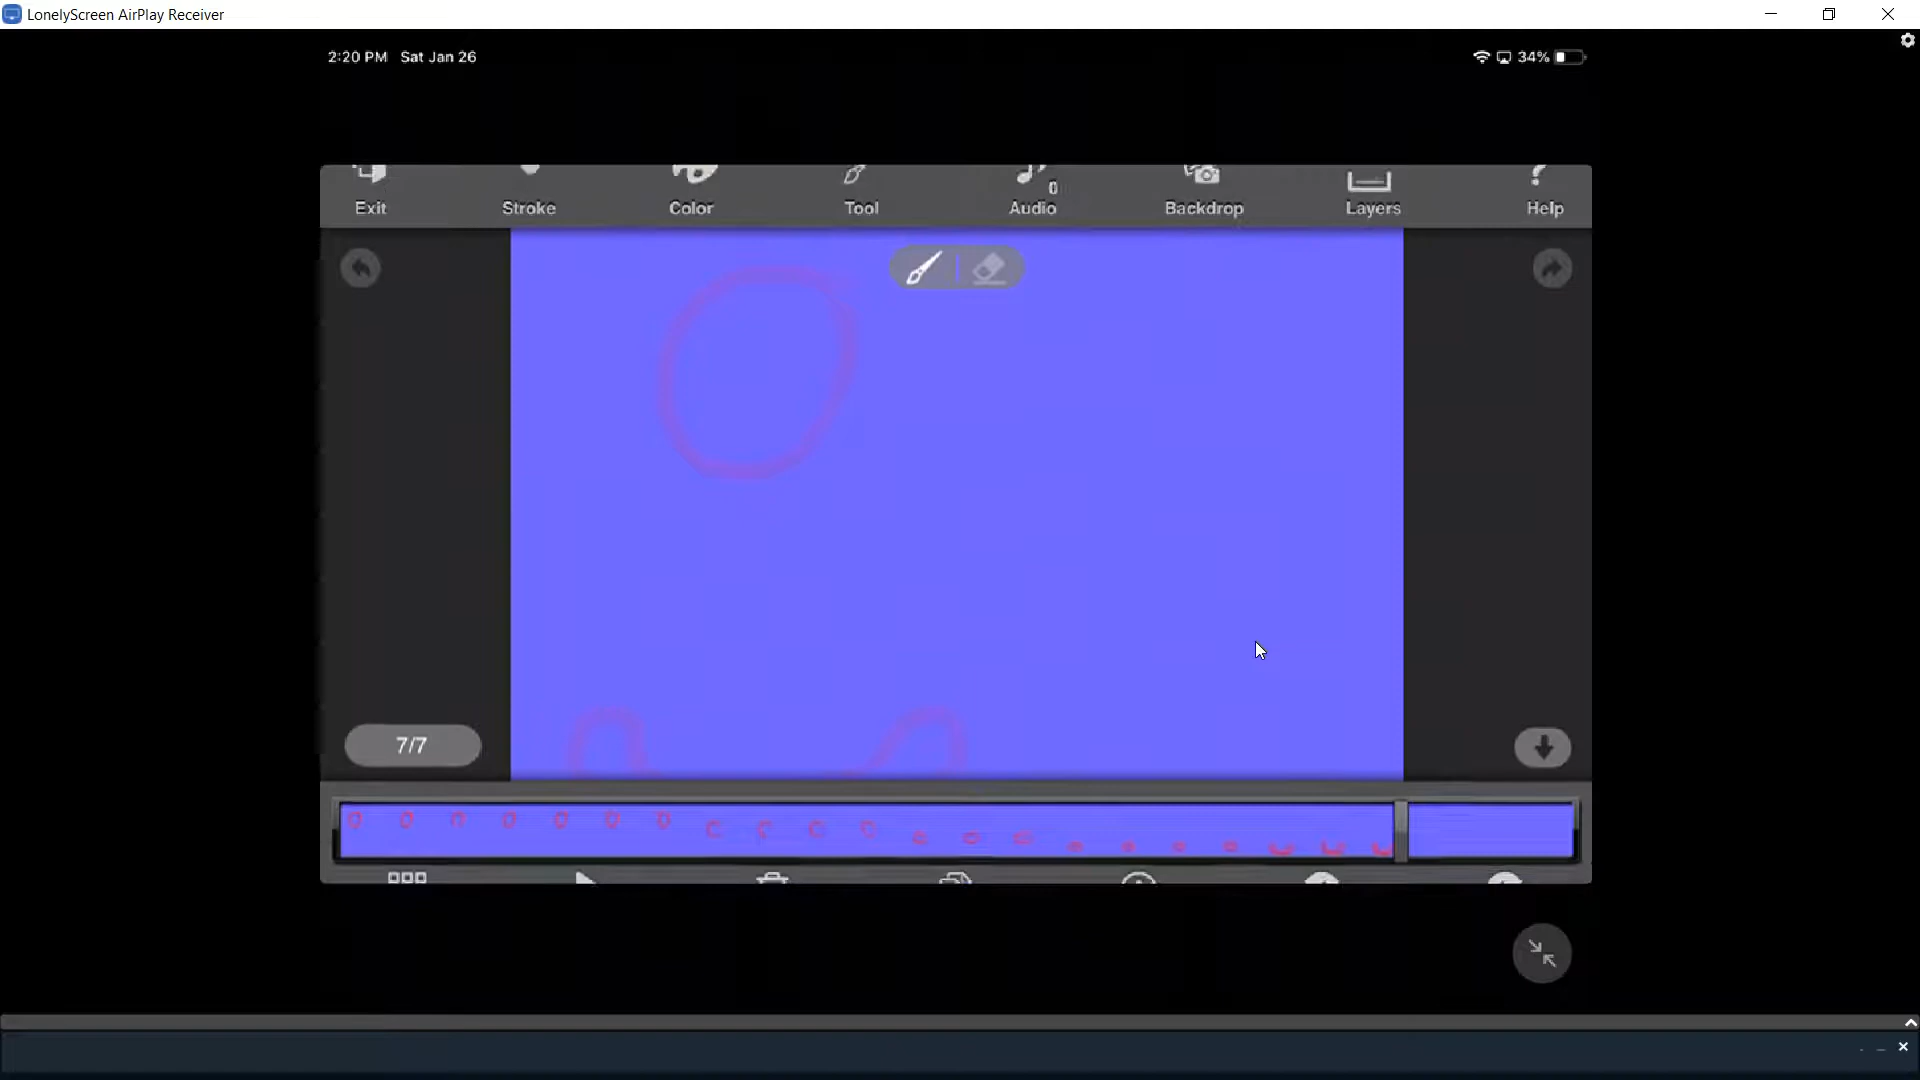 LonelyScreen AirPlay Receiver
2:20 PM Sat Jan 26
34%
Exit Stroke Color Tool Audio Backdrop Layers Help
0
7/7